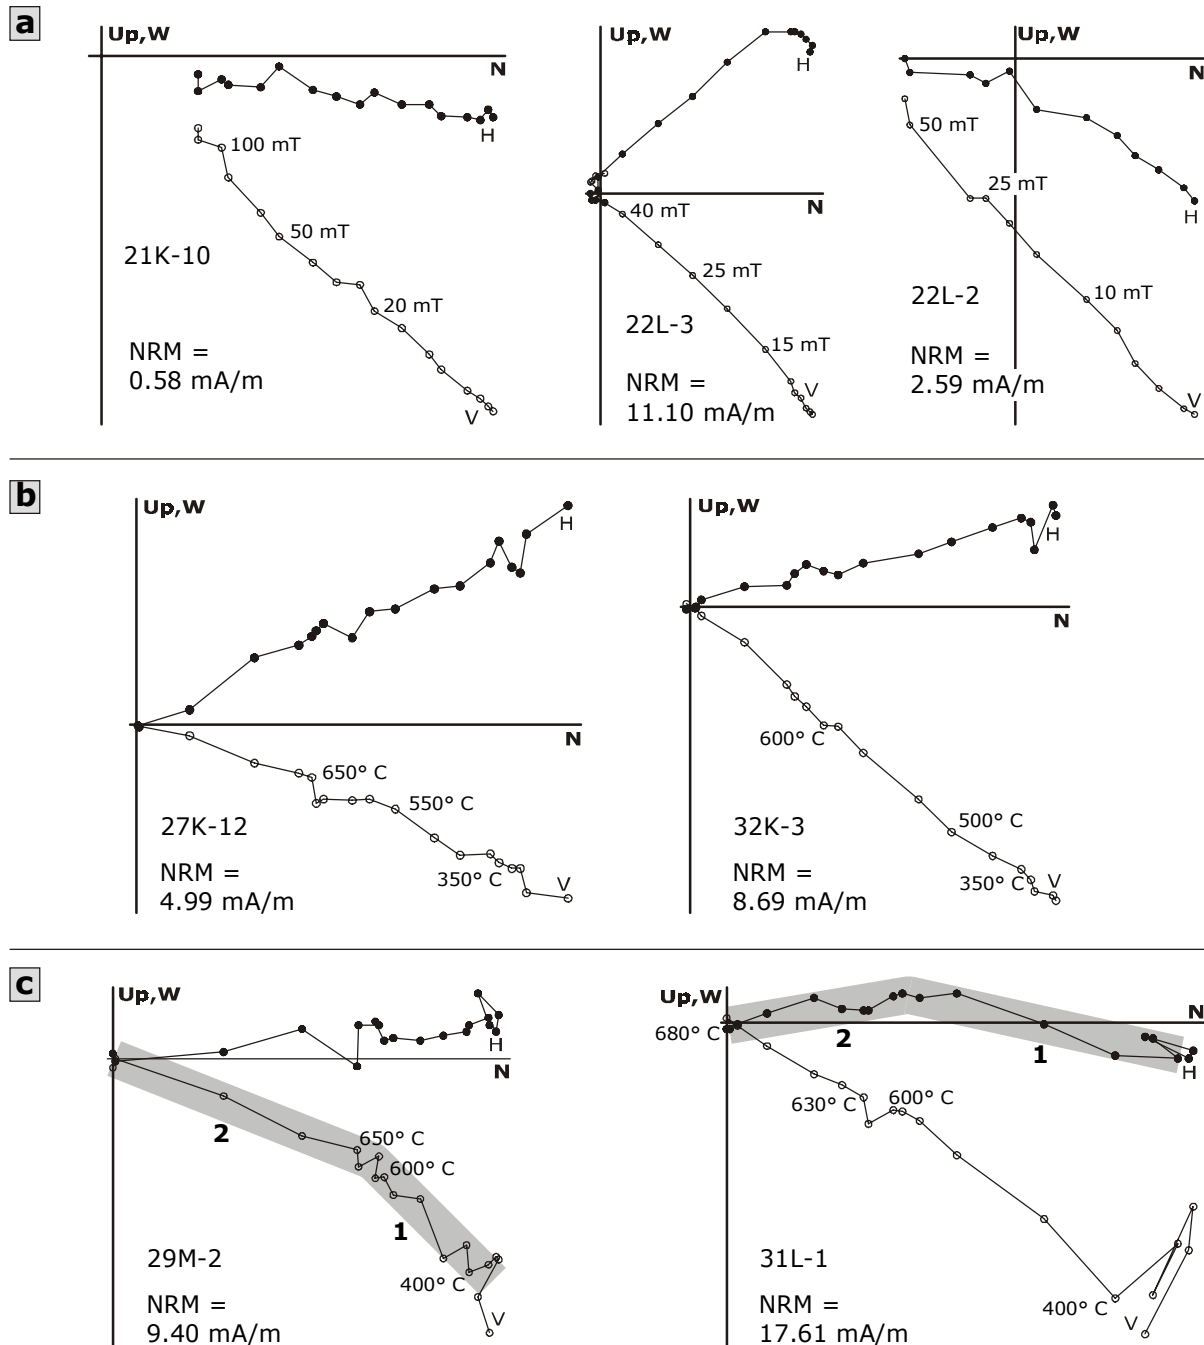 a
Up,W
N
H
100 mT
50 mT
20 mT
21K-10
NRM =
0.58 mA/m
V
Up,W
H
N
40 mT
25 mT
15 mT
22L-3
NRM =
11.10 mA/m
V
Up,W
N
50 mT
25 mT
H
10 mT
22L-2
NRM =
2.59 mA/m
V
b
Up,W
H
N
650° C
550° C
350° C
27K-12
NRM =
4.99 mA/m
V
Up,W
H
N
600° C
500° C
350° C
32K-3
NRM =
8.69 mA/m
V
c
Up,W
H
N
2
650° C
600° C
1
400° C
29M-2
NRM =
9.40 mA/m
V
Up,W
N
680° C
2
1
H
630° C
600° C
400° C
31L-1
NRM =
17.61 mA/m
V